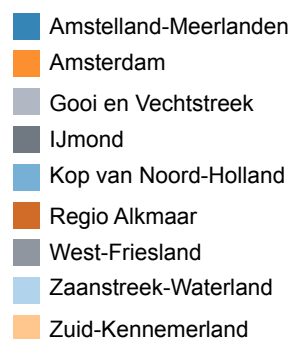 Amstelland-Meerlanden
Amsterdam
Gooi en Vechtstreek
IJmond
Kop van Noord-Holland
Regio Alkmaar
West-Friesland
Zaanstreek-Waterland
Zuid-Kennemerland